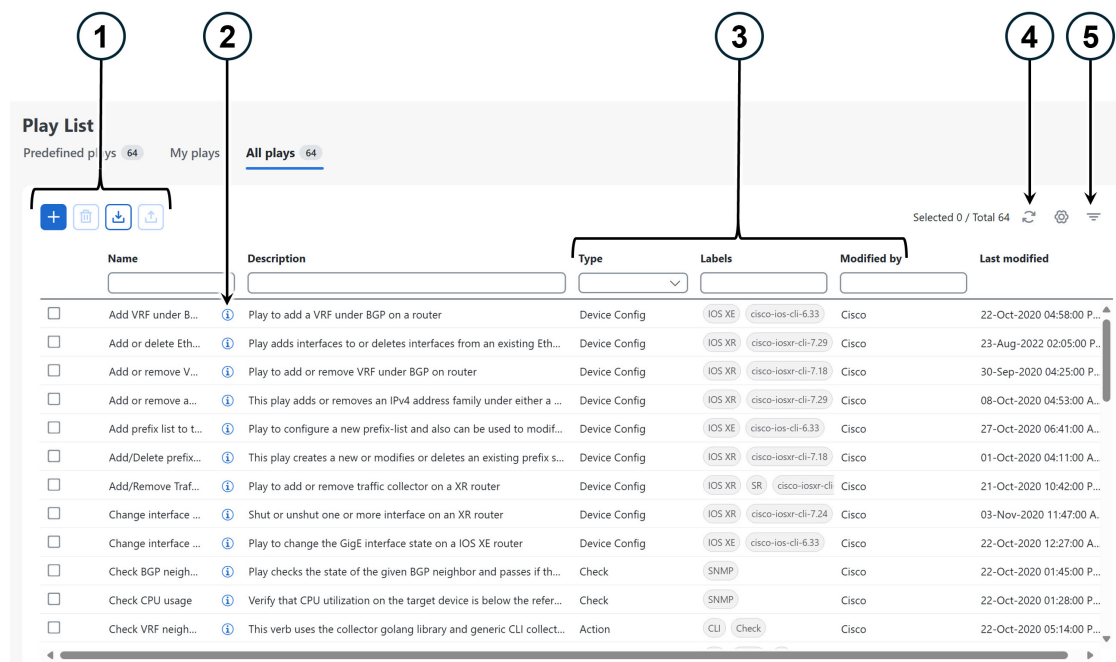 1 2 3 4 5
Play List
Predefined plays 64 My plays All plays 64
Selected 0 / Total 64
Name Description Type Labels Modified by Last modified
Add VRF under B... Play to add a VRF under BGP on a router Device Config IOS XE cisco-ios-cli-6.33 Cisco 22-Oct-2020 04:58:00 P...
Add or delete Eth... Play adds interfaces to or deletes interfaces from an existing Eth... Device Config IOS XR cisco-iosxr-cli-7.29 Cisco 23-Aug-2022 02:05:00 P...
Add or remove V... Play to add or remove VRF under BGP on router Device Config IOS XR cisco-iosxr-cli-7.18 Cisco 30-Sep-2020 04:25:00 P...
Add or remove a... This play adds or removes an IPv4 address family under either a ... Device Config IOS XR cisco-iosxr-cli-7.29 Cisco 08-Oct-2020 04:53:00 A...
Add prefix list to t... Play to configure a new prefix-list and also can be used to modif... Device Config IOS XE cisco-ios-cli-6.33 Cisco 27-Oct-2020 06:41:00 A...
Add/Delete prefix... This play creates a new or modifies or deletes an existing prefix s... Device Config IOS XR cisco-iosxr-cli-7.18 Cisco 01-Oct-2020 04:11:00 A...
Add/Remove Traf... Play to add or remove traffic collector on a XR router Device Config IOS XR SR cisco-iosxr-cli Cisco 21-Oct-2020 10:42:00 P...
Change interface ... Shut or unshut one or more interface on an XR router Device Config IOS XR cisco-iosxr-cli-7.24 Cisco 03-Nov-2020 11:47:00 A.
Change interface ... Play to change the GigE interface state on a IOS XE router Device Config IOS XE cisco-ios-cli-6.33 Cisco 22-Oct-2020 12:27:00 A...
Check BGP neigh... Play checks the state of the given BGP neighbor and passes if th... Check SNMP Cisco 22-Oct-2020 01:45:00 P...
Check CPU usage Verify that CPU utilization on the target device is below the refer... Check SNMP Cisco 22-Oct-2020 01:28:00 P...
Check VRF neigh... This verb uses the collector golang library and generic CLI collect... Action CLI Check Cisco 22-Oct-2020 05:14:00 P...